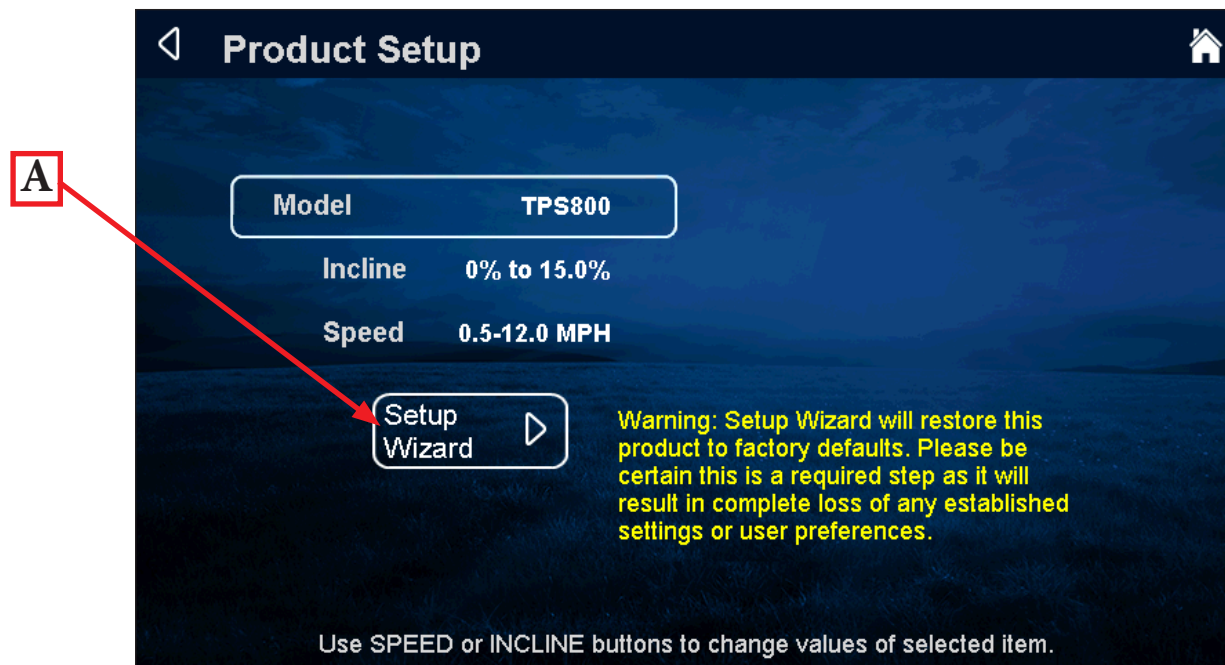 Product Setup
A
Model TPS800
Incline 0% to 15.0%
Speed 0.5-12.0 MPH
Setup
Wizard
Warning: Setup Wizard will restore this
product to factory defaults. Please be
certain this is a required step as it will
result in complete loss of any established
settings or user preferences.
Use SPEED or INCLINE buttons to change values of selected item.